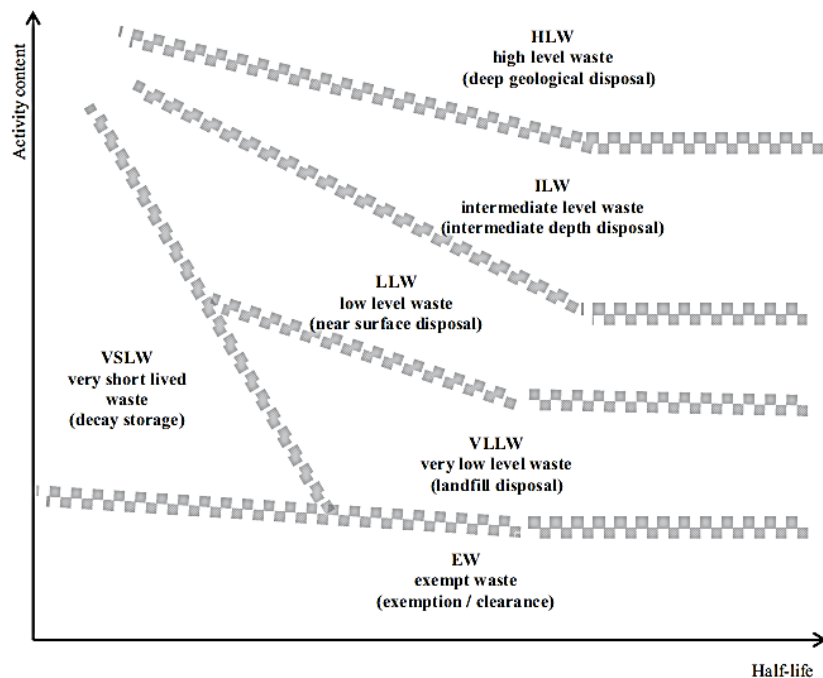 Activity content
HLW
high level waste
(deep geological disposal)
ILW
intermediate level waste
(intermediate depth disposal)
LLW
low level waste
(near surface disposal)
VSLW
very short lived
waste
(decay storage)
VLLW
very low level waste
(landfill disposal)
EW
exempt waste
(exemption / clearance)
Half-life